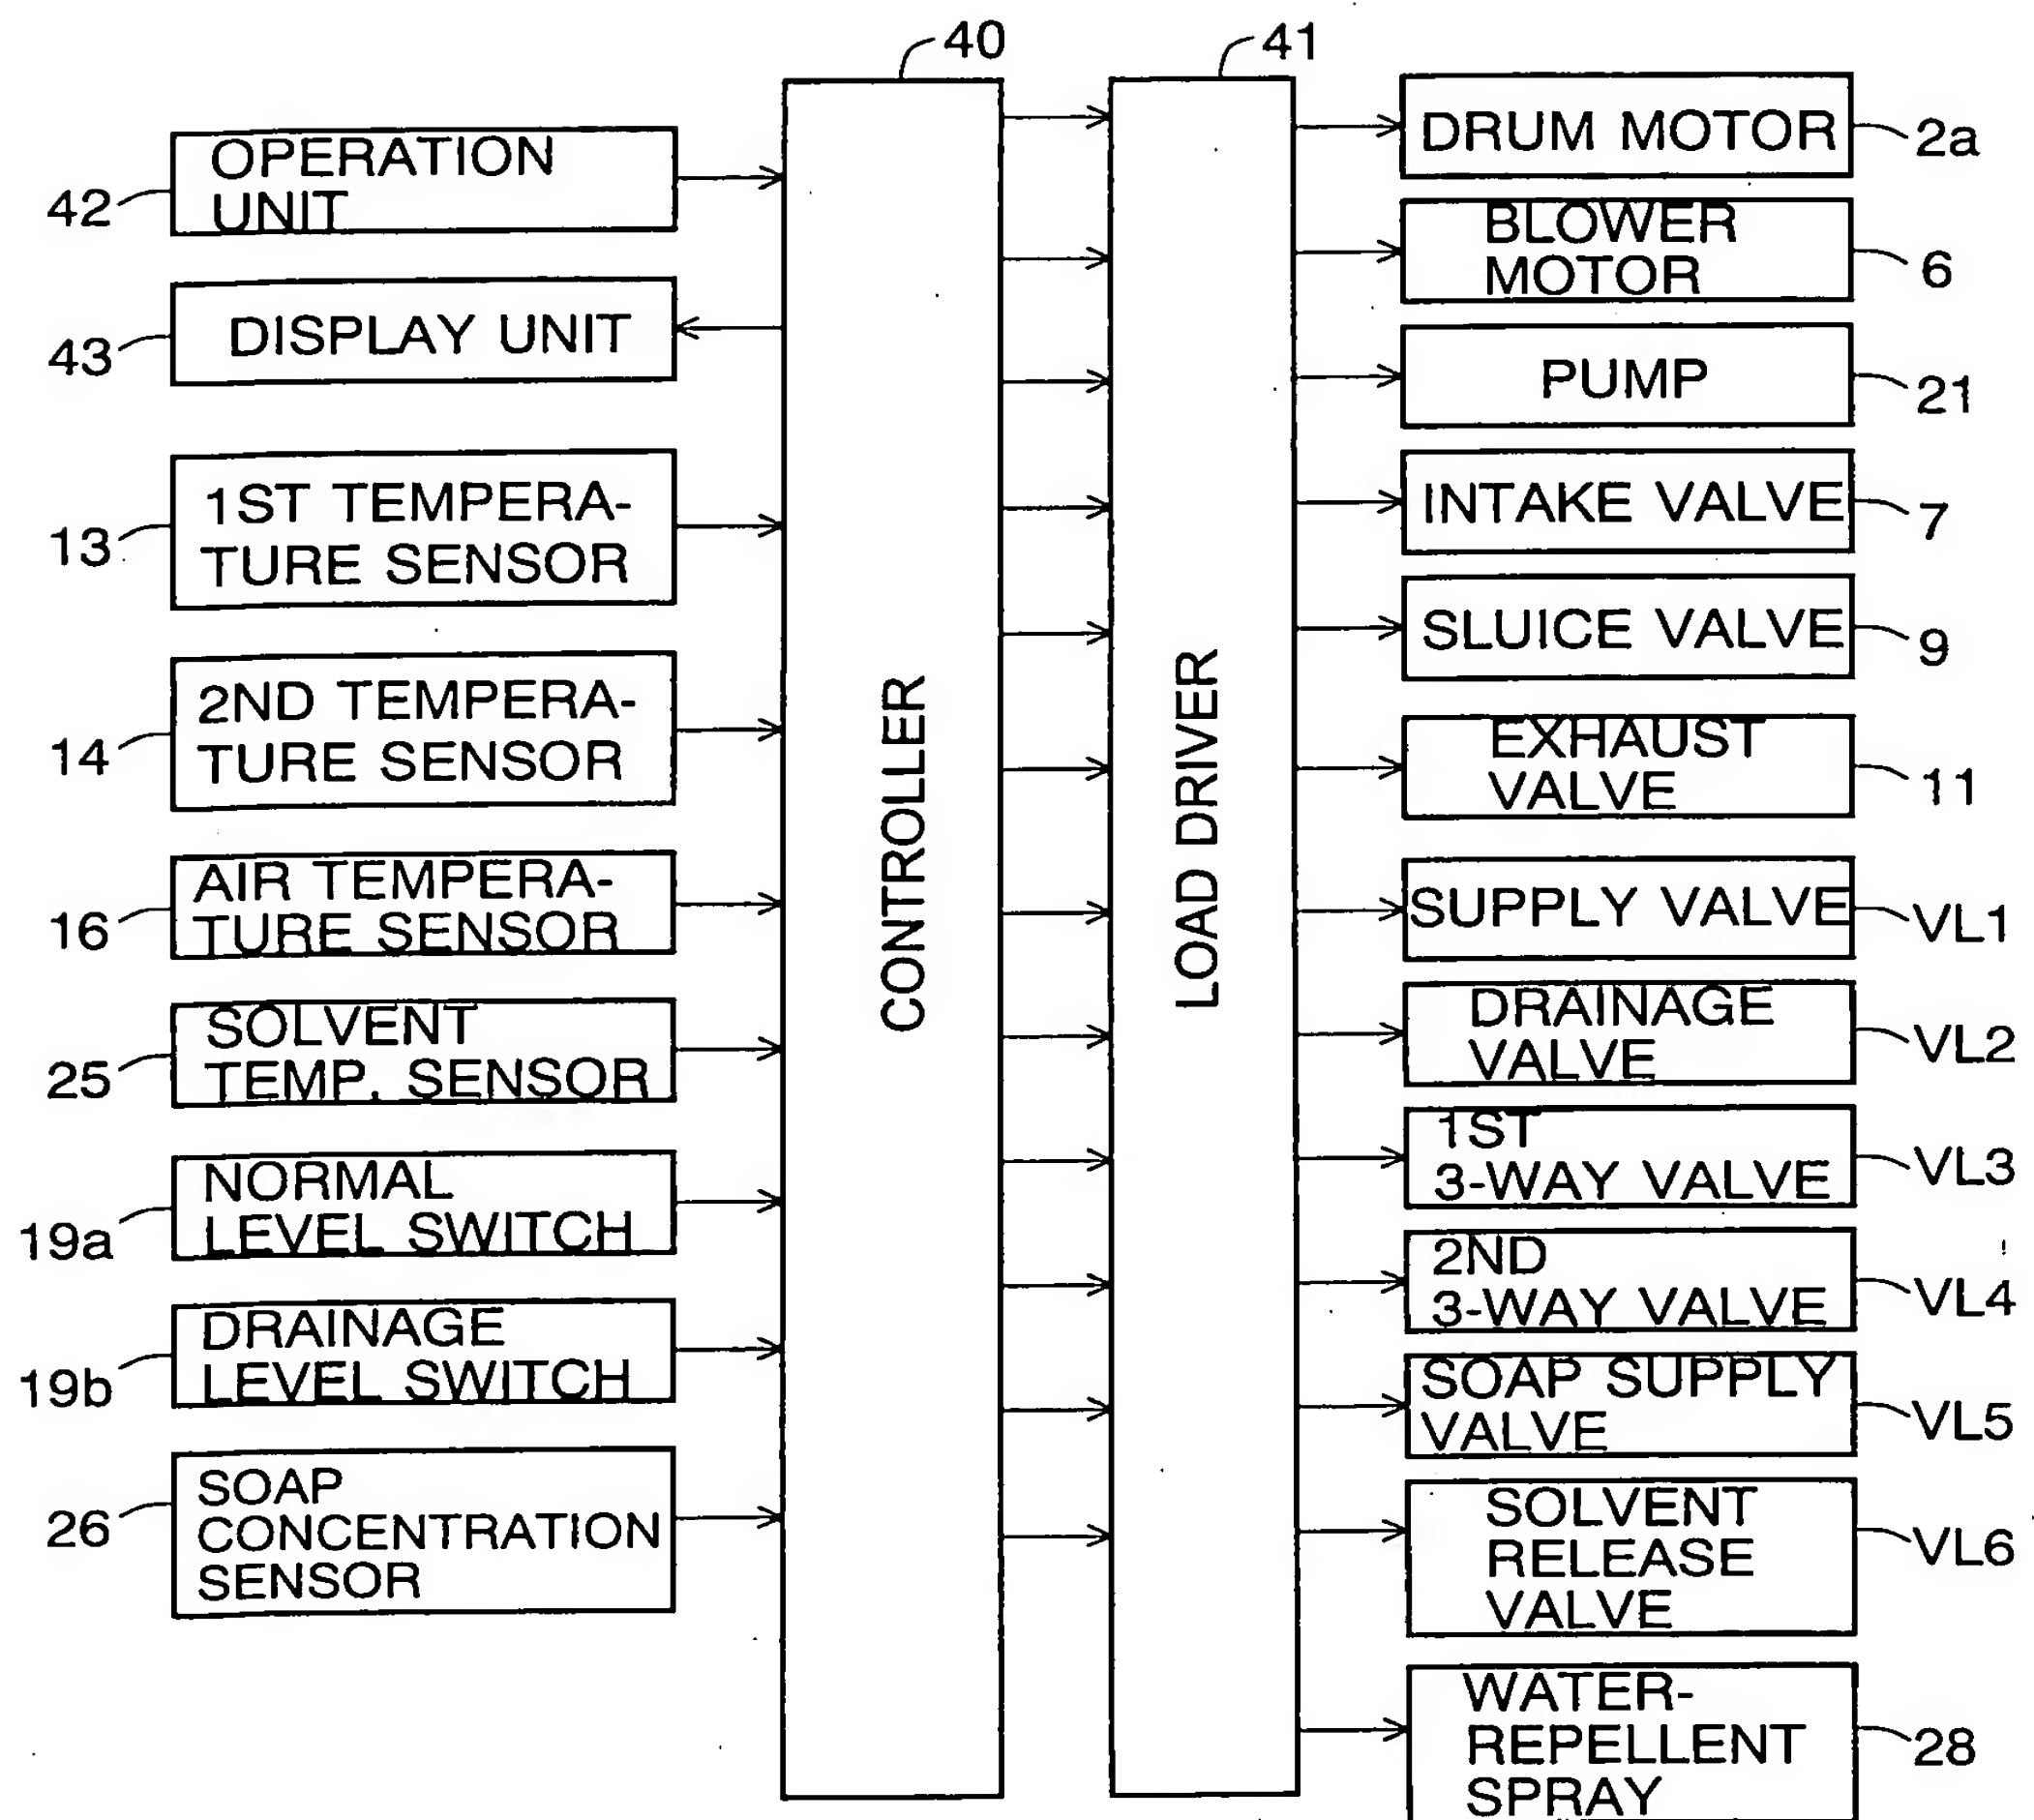 40
41
OPERATION
UNIT
42
DISPLAY UNIT
43
1ST TEMPERA-
TURE SENSOR
13
2ND TEMPERA-
TURE SENSOR
14
AIR TEMPERA-
TURE SENSOR
16
SOLVENT
TEMP. SENSOR
25
NORMAL
LEVEL SWITCH
19a
DRAINAGE
LEVEL SWITCH
19b
SOAP
CONCENTRATION
SENSOR
26
CONTROLLER
LOAD DRIVER
DRUM MOTOR
2a
BLOWER
MOTOR
6
PUMP
21
INTAKE VALVE
7
SLUICE VALVE
9
EXHAUST
VALVE
11
SUPPLY VALVE
VL1
DRAINAGE
VALVE
VL2
1ST
3-WAY VALVE
VL3
2ND
3-WAY VALVE
VL4
SOAP SUPPLY
VALVE
VL5
SOLVENT
RELEASE
VALVE
VL6
WATER-
REPELLENT
SPRAY
28